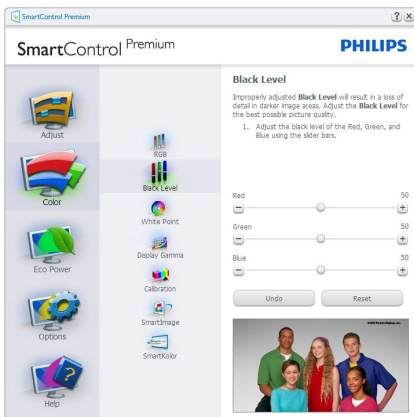 SmartControl Premium
SmartControl Premium
PHILIPS
Adjust
Color
Eco Power
Options
Help
RGB
Black Level
White Point
Display Gamma
Calibration
SmartImage
SmartKolor
Black Level
Improperly adjusted Black Level will result in a loss of
detail in darker image areas. Adjust the Black Level for
the best possible picture quality.
1. Adjust the black level of the Red, Green, and
Blue using the slider bars.
Red 50
Green 50
Blue 50
Undo
Reset